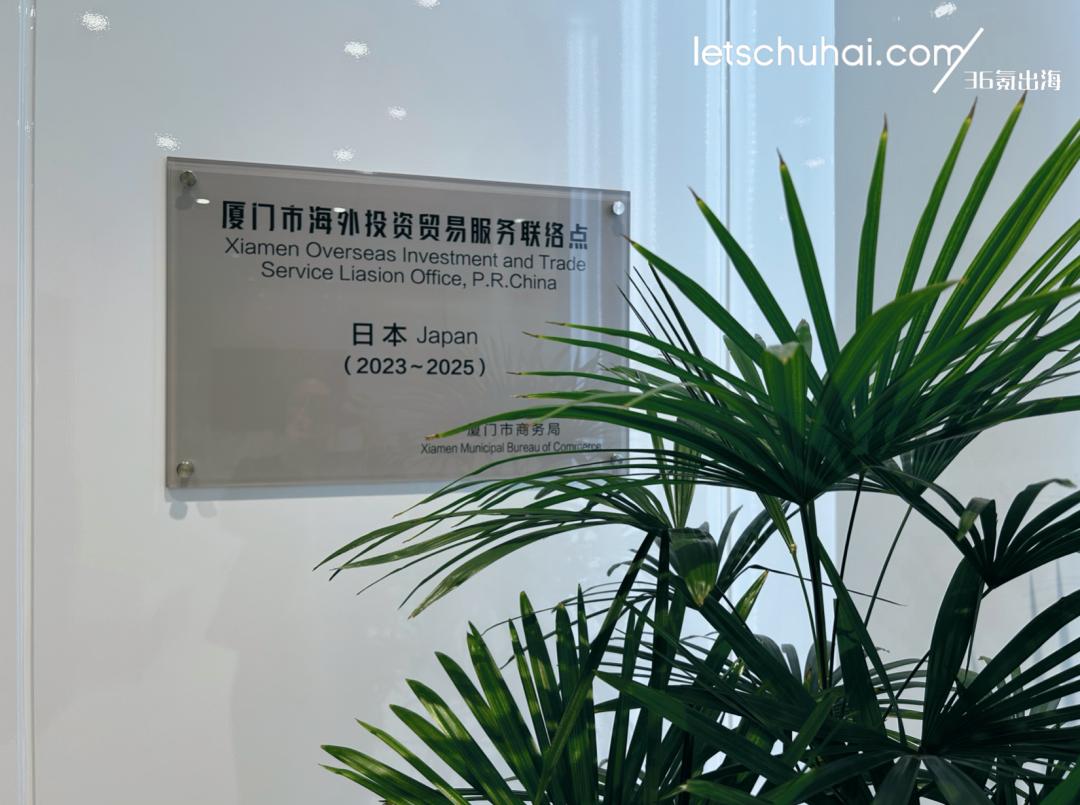 letschuhai.com
36氪出海
厦门市海外投资贸易服务联络点
Xiamen Overseas Investment and Trade
Service Liasion Office, P.R.China
日本 Japan
（2023～2025）
厦门市商务局
Xiamen Municipal Bureau of Commerce